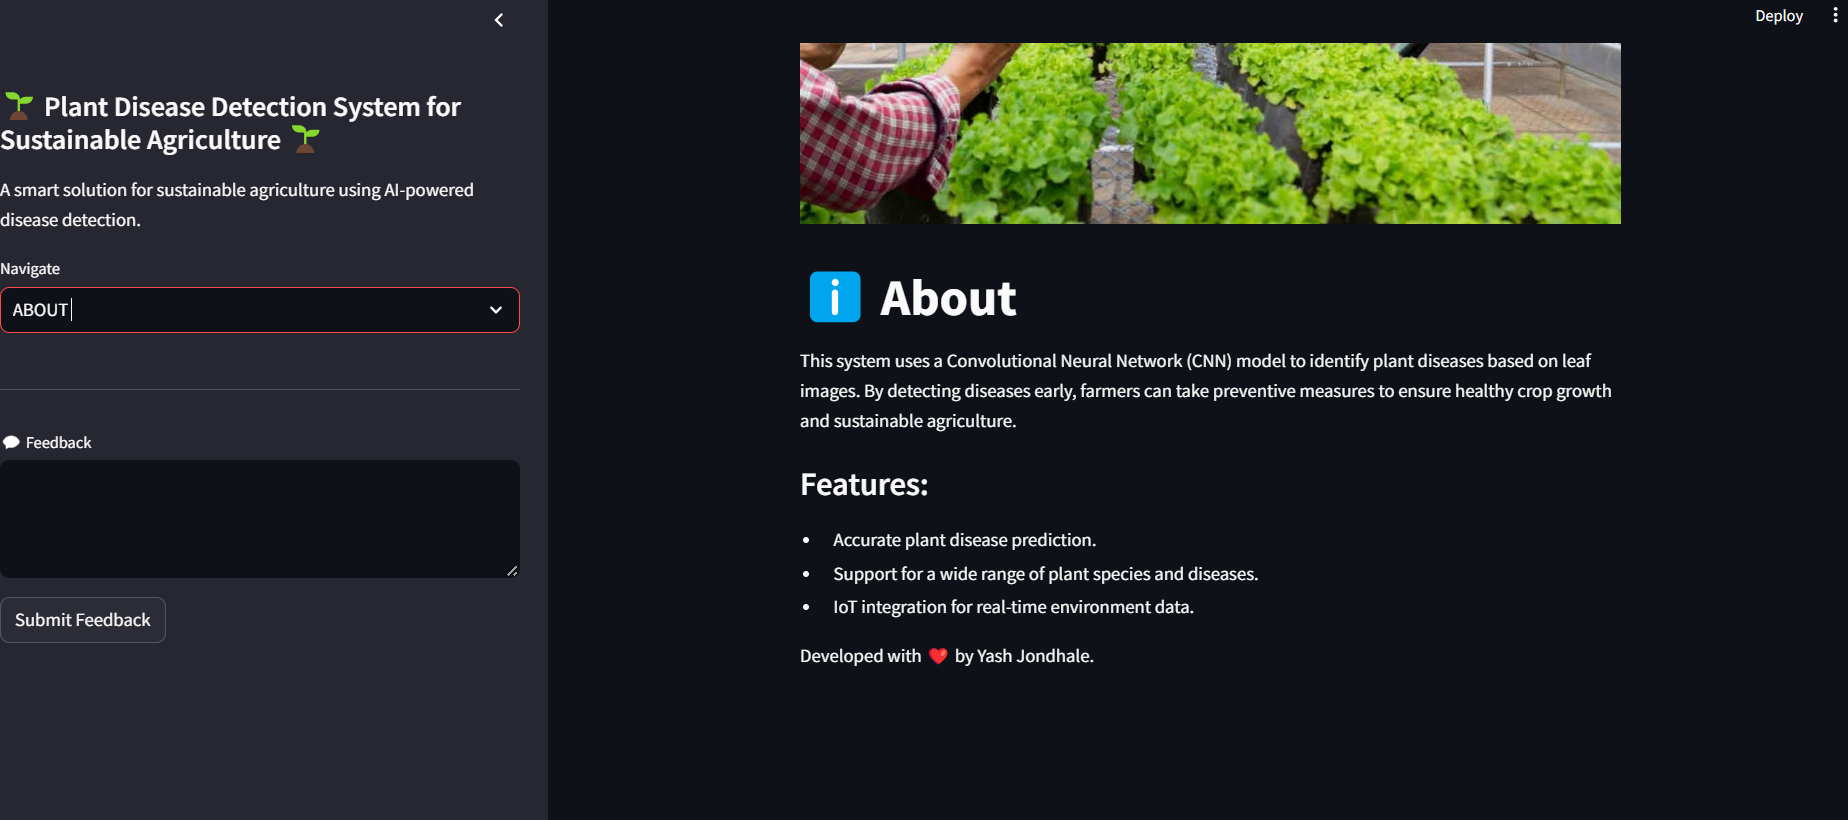 Deploy
🌱 Plant Disease Detection System for
Sustainable Agriculture 🌱
A smart solution for sustainable agriculture using AI-powered
disease detection.
Navigate
ABOUT
Feedback
Submit Feedback
ℹ️ About
This system uses a Convolutional Neural Network (CNN) model to identify plant diseases based on leaf
images. By detecting diseases early, farmers can take preventive measures to ensure healthy crop growth
and sustainable agriculture.
Features:
• Accurate plant disease prediction.
• Support for a wide range of plant species and diseases.
• IoT integration for real-time environment data.
Developed with ❤️ by Yash Jondhale.